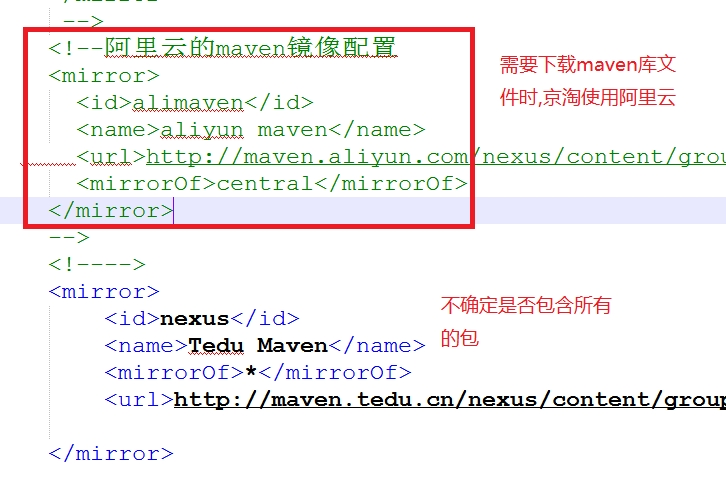 -->
<!--阿里云的maven镜像配置
<mirror>
<id>alimaven</id>
<name>aliyun maven</name>
<url>http://maven.aliyun.com/nexus/content/grou
<mirrorOf>central</mirrorOf>
</mirror>
-->
<!---->
<mirror>
<id>nexus</id>
<name>Tedu Maven</name>
<mirrorOf>*</mirrorOf>
<url>http://maven.tedu.cn/nexus/content/group
</mirror>
需要下载maven库文
件时,京淘使用阿里云
不确定是否包含所有
的包